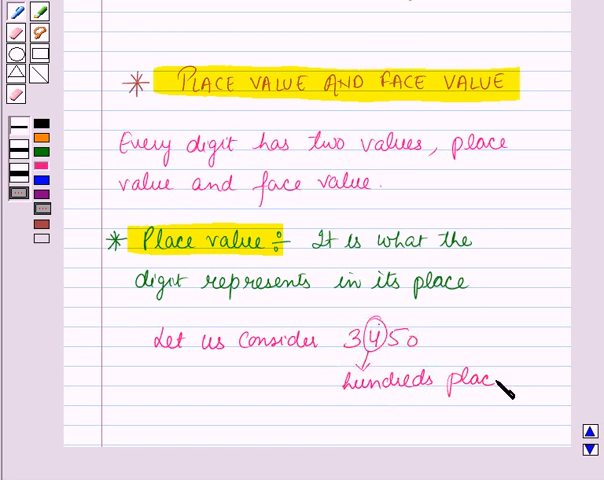 * PLACE VALUE AND FACE VALUE
Every digit has two values, place
value and face value.
* Place value ÷ It is what the
digit represents in its place
Let us consider 3450
hundreds plac